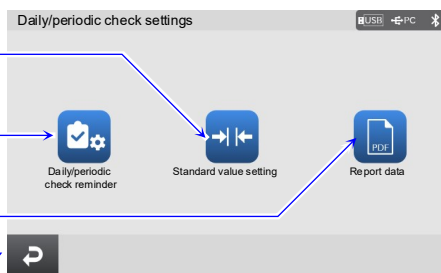 Daily/periodic check settings
USB PC
PDF
Daily/periodic
check reminder
Standard value setting
Report data